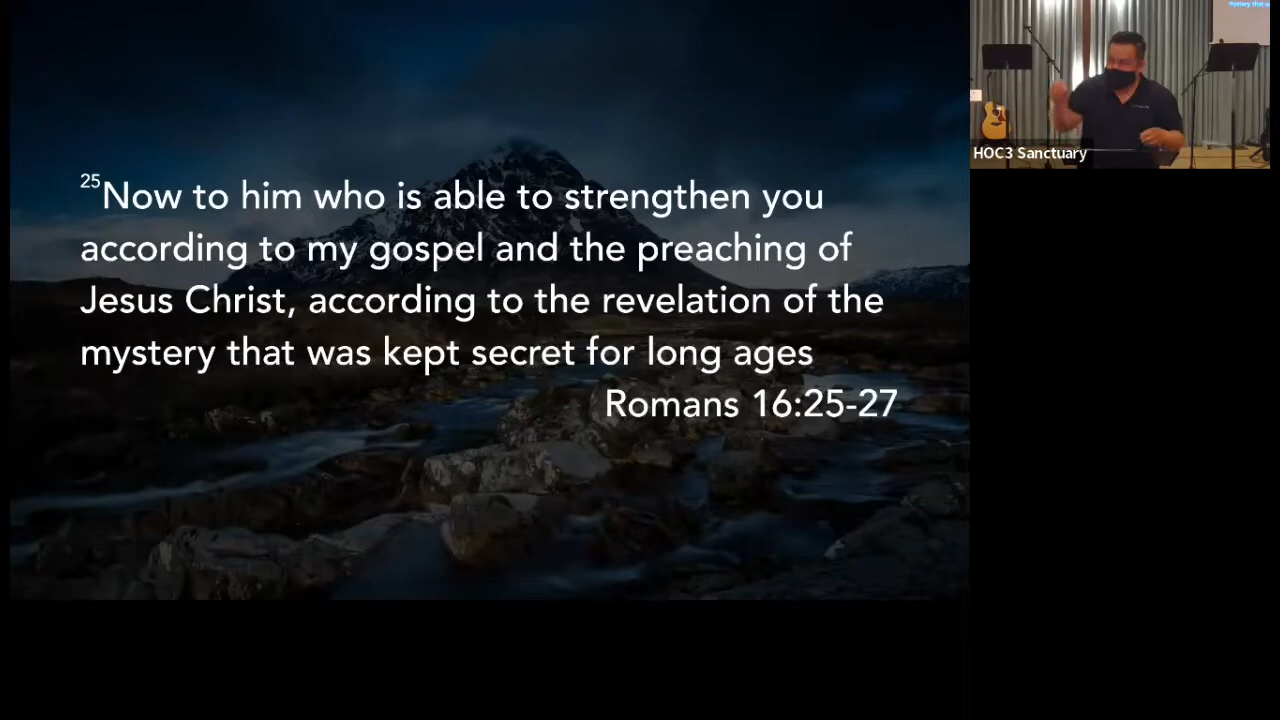 25Now to him who is able to strengthen you
according to my gospel and the preaching of
Jesus Christ, according to the revelation of the
mystery that was kept secret for long ages
Romans 16:25-27
HOC3 Sanctuary